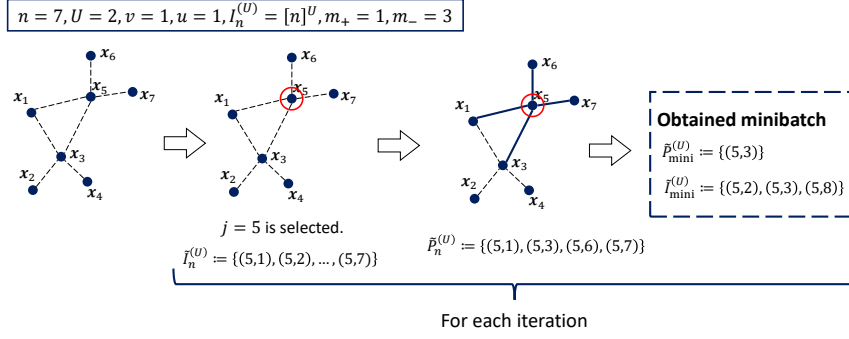 n = 7, U = 2, v = 1, u = 1, I_n^{(U)} = [n]^U, m_+ = 1, m_- = 3
x_6
x_5
x_1
x_7
x_3
x_2
x_4
x_6
x_5
x_1
x_7
x_3
x_2
x_4
j = 5 is selected.
Ĩ_n^{(U)} ≔ {(5,1), (5,2), … , (5,7)}
x_6
x_5
x_1
x_7
x_3
x_2
x_4
P̃_n^{(U)} ≔ {(5,1), (5,3), (5,6), (5,7)}
Obtained minibatch
P̃_mini^{(U)} ≔ {(5,3)}
Ĩ_mini^{(U)} ≔ {(5,2), (5,3), (5,8)}
For each iteration